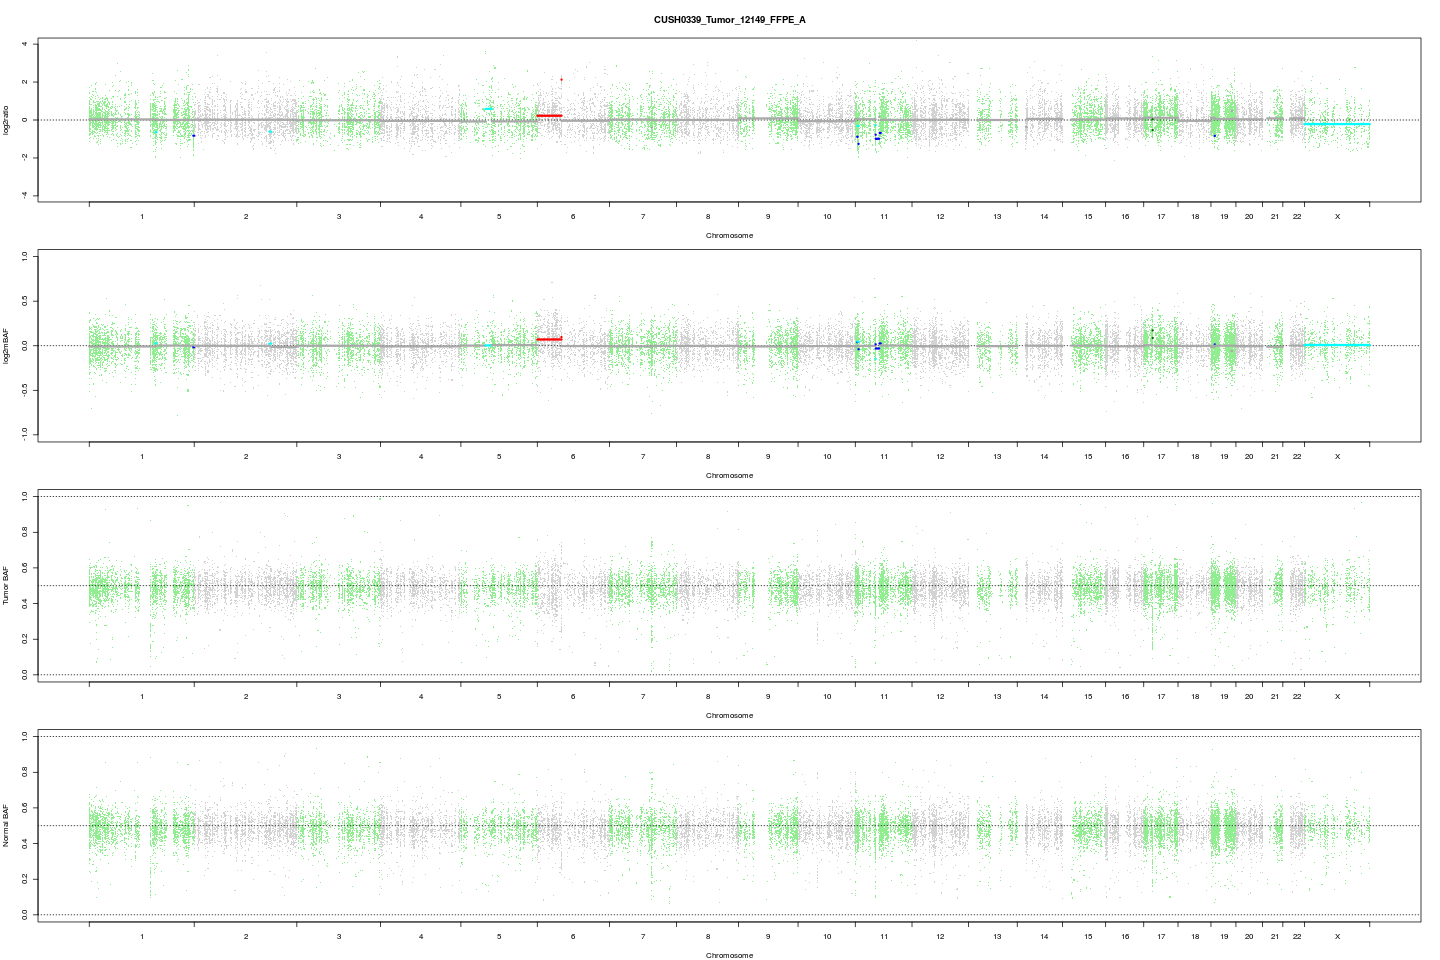 CUSH0339_Tumor_12149_FFPE_A
log2ratio
4
2
0
-2
-4
1 2 3 4 5 6 7 8 9 10 11 12 13 14 15 16 17 18 19 20 21 22 X
Chromosome
log2mBAF
1.0
0.5
0.0
-0.5
-1.0
1 2 3 4 5 6 7 8 9 10 11 12 13 14 15 16 17 18 19 20 21 22 X
Chromosome
Tumor BAF
1.0
0.8
0.6
0.4
0.2
0.0
1 2 3 4 5 6 7 8 9 10 11 12 13 14 15 16 17 18 19 20 21 22 X
Chromosome
Normal BAF
1.0
0.8
0.6
0.4
0.2
0.0
1 2 3 4 5 6 7 8 9 10 11 12 13 14 15 16 17 18 19 20 21 22 X
Chromosome